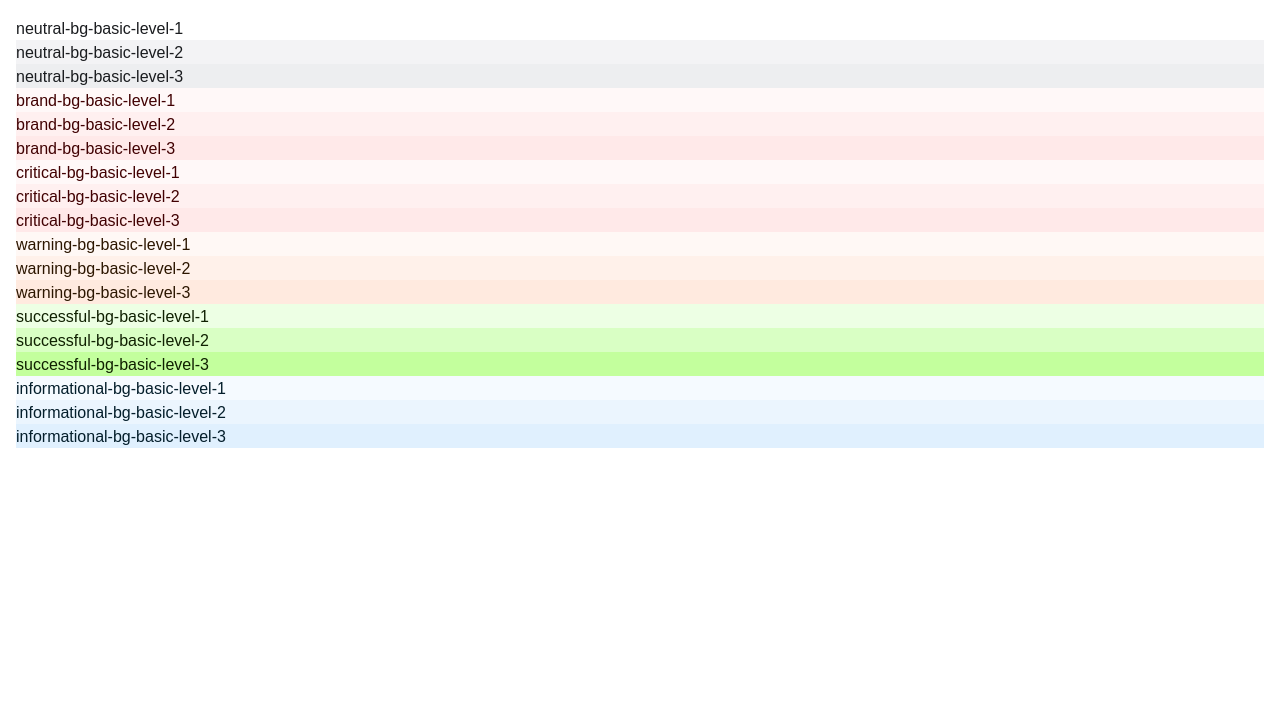 neutral-bg-basic-level-1
neutral-bg-basic-level-2
neutral-bg-basic-level-3
brand-bg-basic-level-1
brand-bg-basic-level-2
brand-bg-basic-level-3
critical-bg-basic-level-1
critical-bg-basic-level-2
critical-bg-basic-level-3
warning-bg-basic-level-1
warning-bg-basic-level-2
warning-bg-basic-level-3
successful-bg-basic-level-1
successful-bg-basic-level-2
successful-bg-basic-level-3
informational-bg-basic-level-1
informational-bg-basic-level-2
informational-bg-basic-level-3